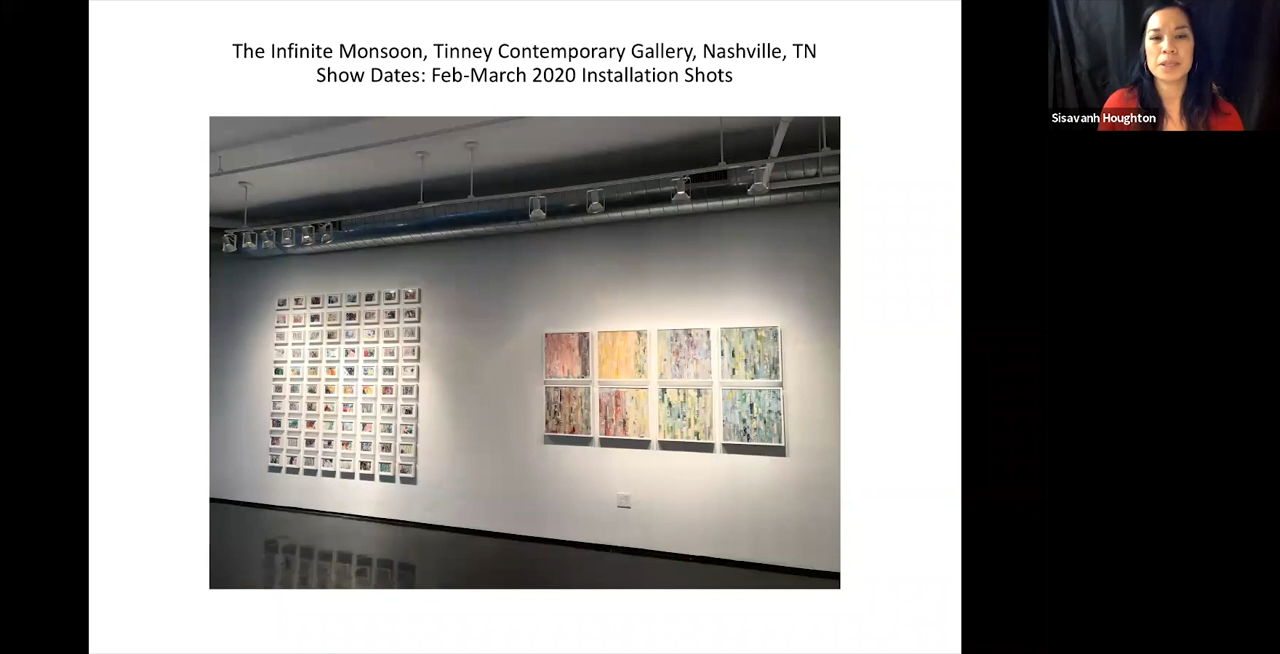 The Infinite Monsoon, Tinney Contemporary Gallery, Nashville, TN
Show Dates: Feb-March 2020 Installation Shots
Sisavanh Houghton